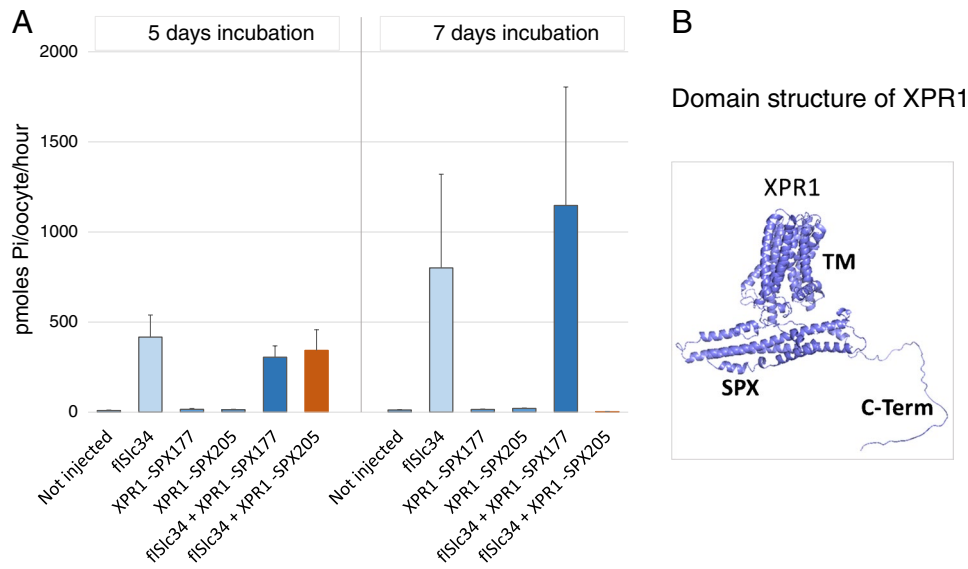 A
5 days incubation
7 days incubation
2000
1500
1000
500
0
pmoles Pi/oocyte/hour
Not injected
flSlc34
XPR1 -SPX177
XPR1 -SPX205
flSlc34 + XPR1 -SPX177
flSlc34 + XPR1 -SPX205
Not injected
flSlc34
XPR1 -SPX177
XPR1 -SPX205
flSlc34 + XPR1 -SPX177
flSlc34 + XPR1 -SPX205
B
Domain structure of XPR1
XPR1
TM
SPX
C-Term